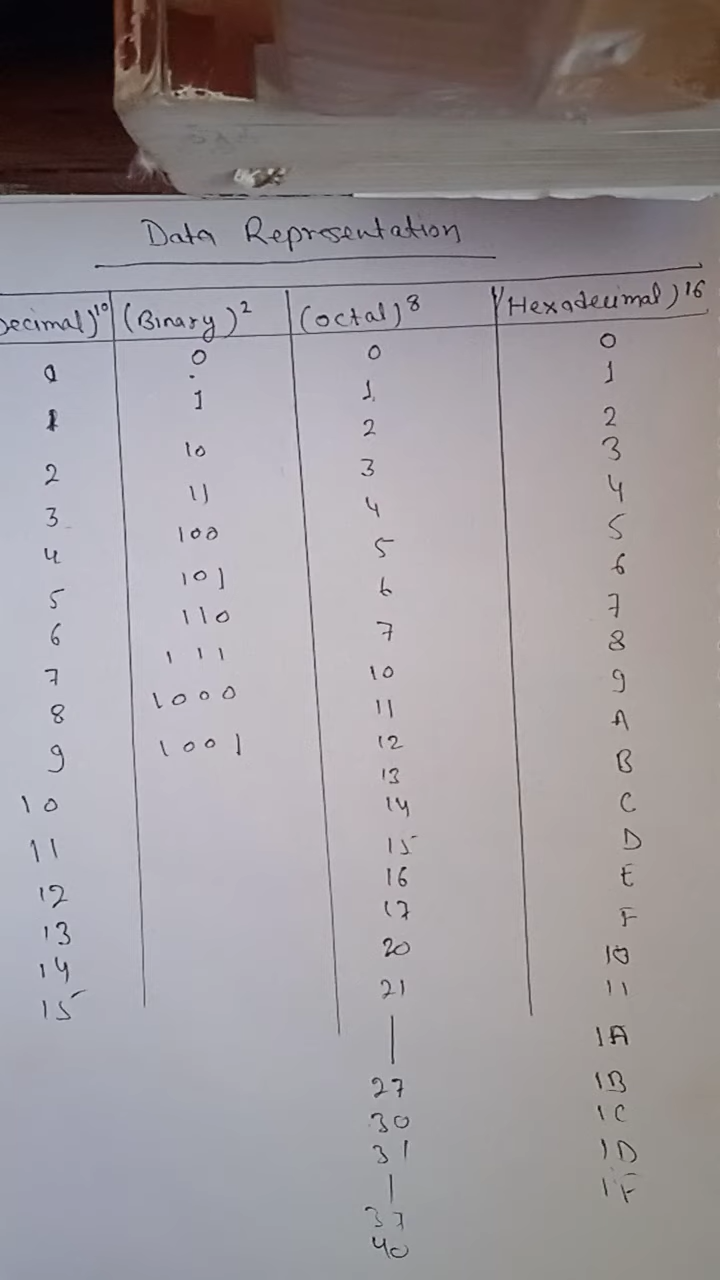 Data Representation
Decimal)10 (Binary)2 (Octal)8 (Hexadecimal)16
0 0 0 0
1 1 1 1
2 10 2 2
3 11 3 3
4 100 4 4
5 101 5 5
6 110 6 6
7 111 7 7
8 1000 10 8
9 1001 11 9
10 12 A
11 13 B
12 14 C
13 15 D
14 16 E
15 17 F
20 10
21 11
| 1A
27 1B
30 1C
31 1D
| 1F
37
40